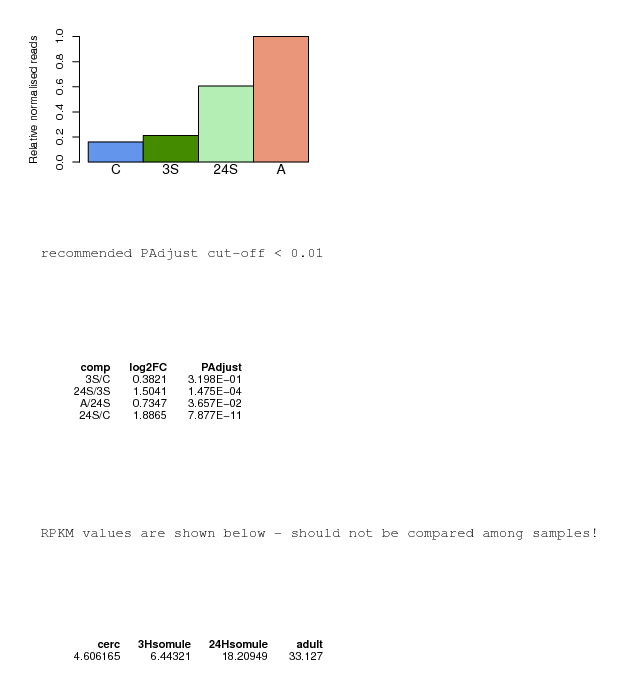 Relative normalised reads
1.0
0.8
0.6
0.4
0.2
0.0
C 3S 24S A
recommended PAdjust cut-off < 0.01
comp log2FC PAdjust
3S/C 0.3821 3.198E-01
24S/3S 1.5041 1.475E-04
A/24S 0.7347 3.657E-02
24S/C 1.8865 7.877E-11
RPKM values are shown below - should not be compared among samples!
cerc 3Hsomule 24Hsomule adult
4.606165 6.44321 18.20949 33.127